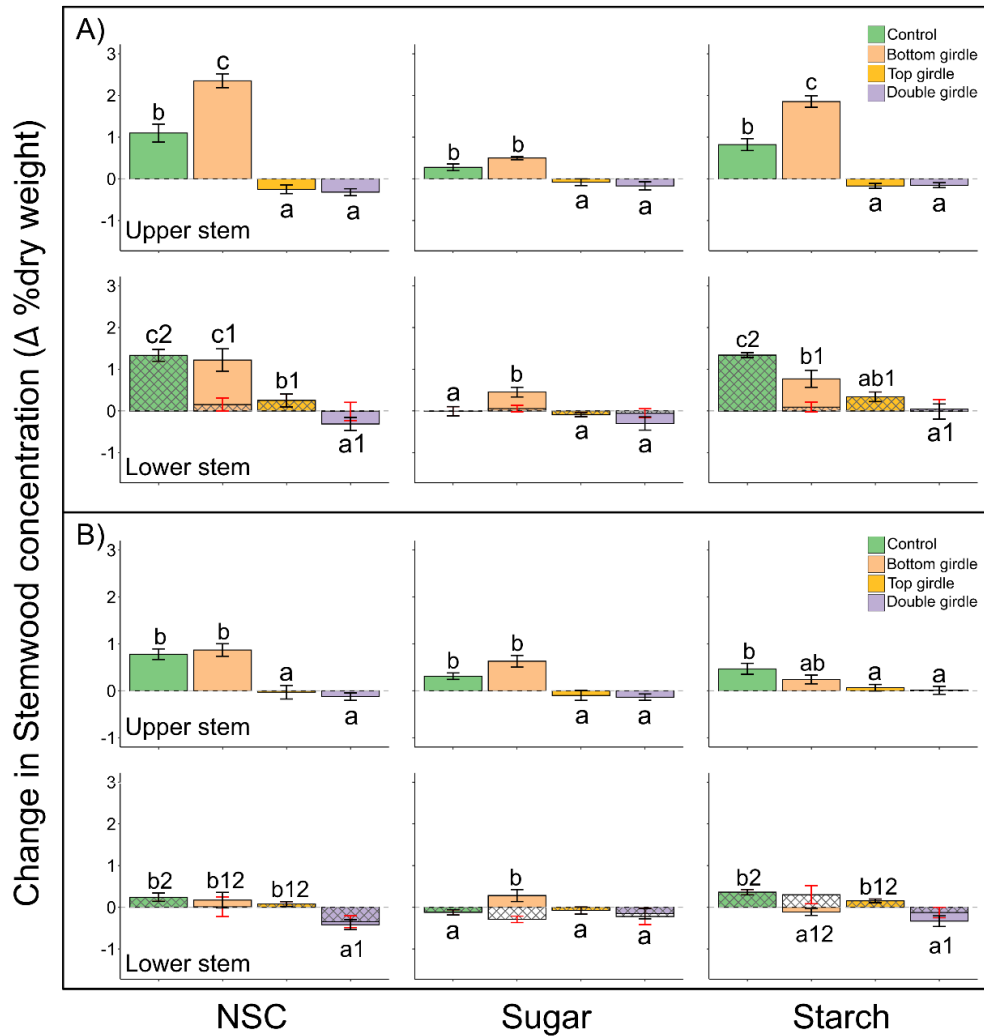 Change in Stemwood concentration (Δ %dry weight)
A)
Control
Bottom girdle
Top girdle
Double girdle
3
2
1
0
-1
b
c
a
a
Upper stem
b
b
a
a
b
c
a
a
3
2
1
0
-1
c2
c1
b1
a1
Lower stem
a
b
a
a
c2
b1
ab1
a1
B)
Control
Bottom girdle
Top girdle
Double girdle
3
2
1
0
-1
b
b
a
a
Upper stem
b
b
a
a
b
ab
a
a
3
2
1
0
-1
b2
b12
b12
a1
Lower stem
a
b
a
a
b2
a12
b12
a1
NSC
Sugar
Starch